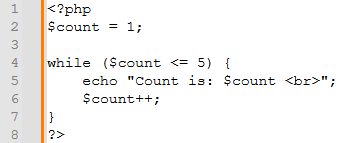 1 <?php
2 $count = 1;
3
4 while ($count <= 5) {
5     echo "Count is: $count <br>";
6     $count++;
7 }
8 ?>